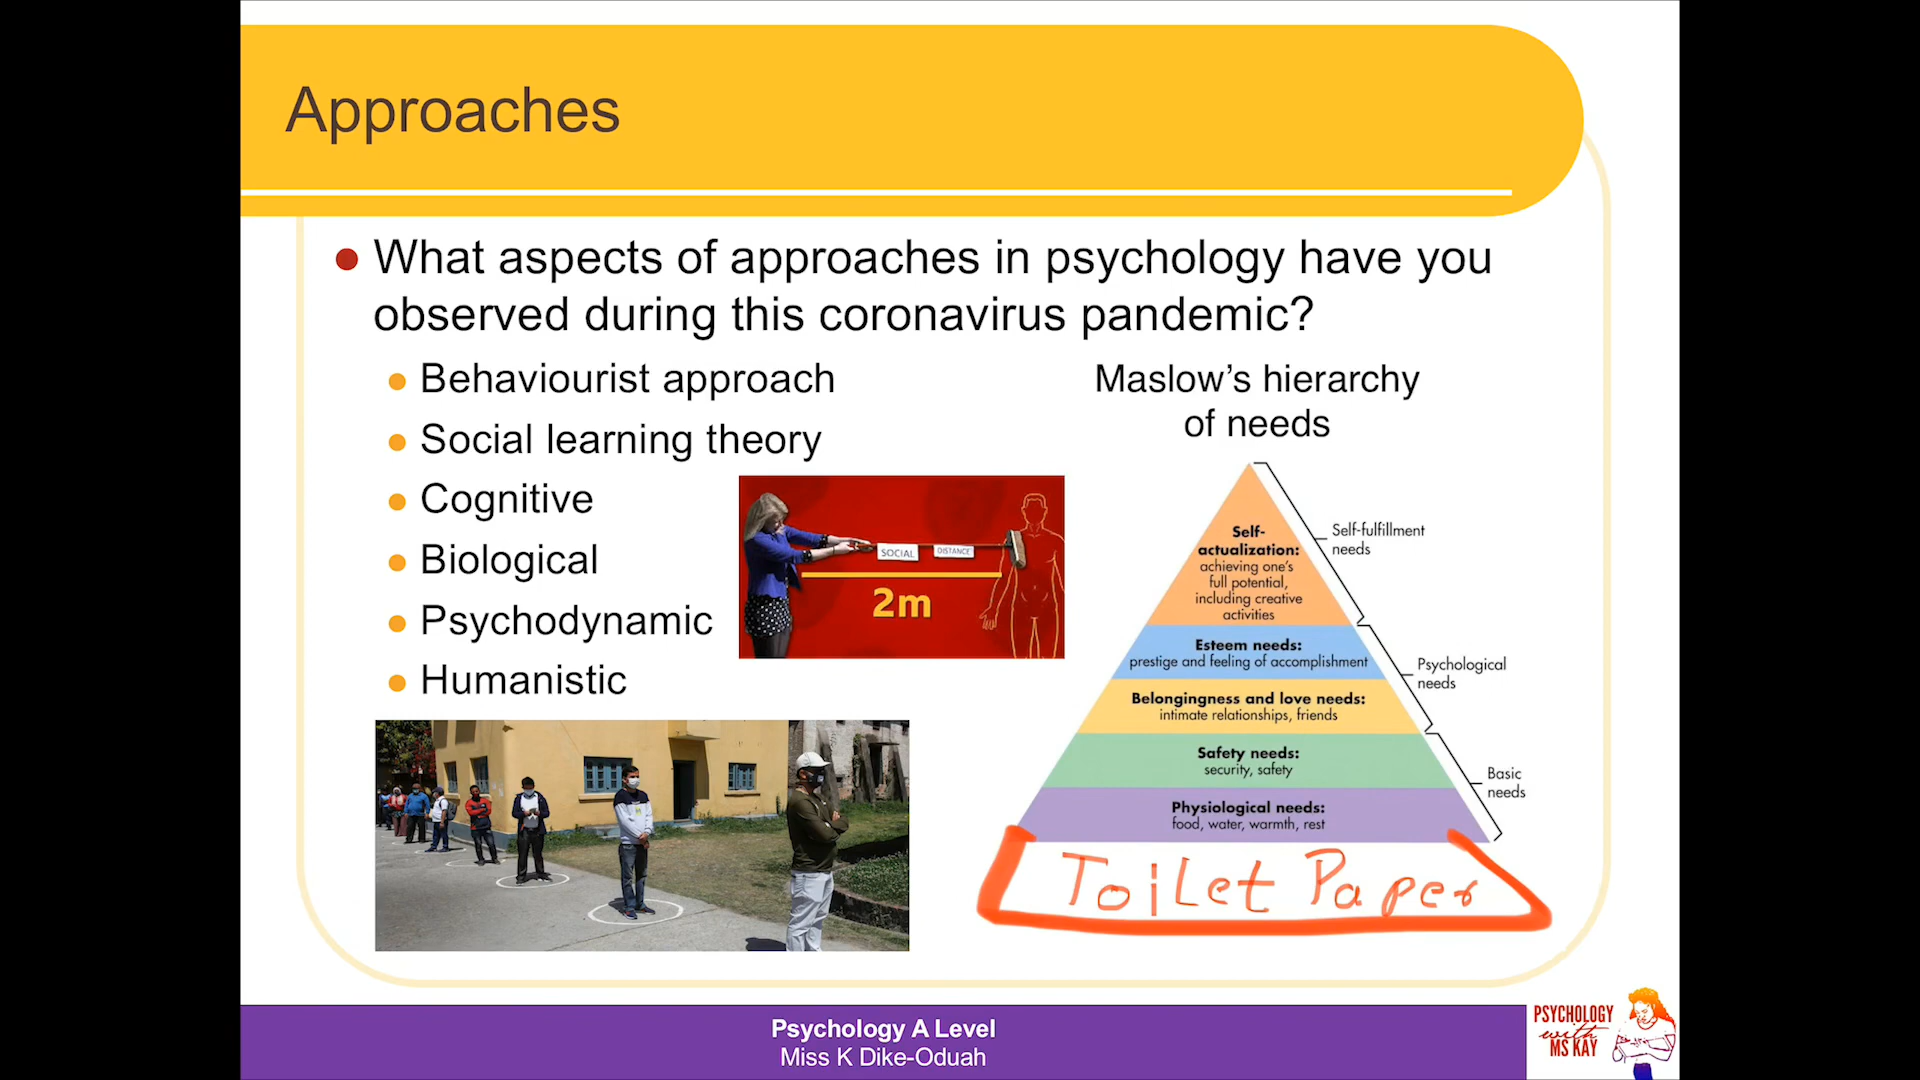 Approaches
What aspects of approaches in psychology have you
observed during this coronavirus pandemic?
Behaviourist approach
Social learning theory
Cognitive
Biological
Psychodynamic
Humanistic
SOCIAL DISTANCE
2m
Maslow's hierarchy
of needs
Self-
actualization:
achieving one's
full potential,
including creative
activities
Self-fulfillment
needs
Esteem needs:
prestige and feeling of accomplishment
Belongingness and love needs:
intimate relationships, friends
Psychological
needs
Safety needs:
security, safety
Physiological needs:
food, water, warmth, rest
Basic
needs
ToiLet Paper
Psychology A Level
Miss K Dike-Oduah
PSYCHOLOGY
with
MS KAY